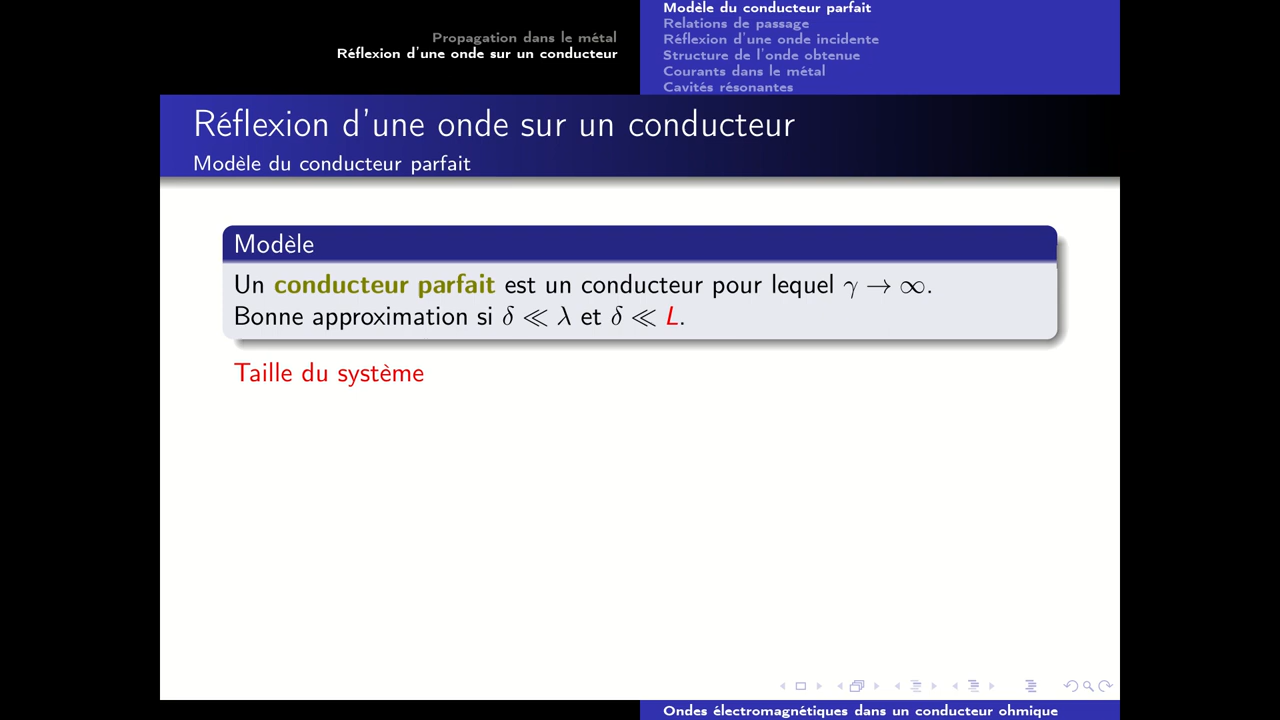 Propagation dans le métal
Réflexion d'une onde sur un conducteur
Modèle du conducteur parfait
Relations de passage
Réflexion d'une onde incidente
Structure de l'onde obtenue
Courants dans le métal
Cavités résonantes
Réflexion d'une onde sur un conducteur
Modèle du conducteur parfait
Modèle
Un conducteur parfait est un conducteur pour lequel γ → ∞.
Bonne approximation si δ ≪ λ et δ ≪ L.
Taille du système
Ondes électromagnétiques dans un conducteur ohmique